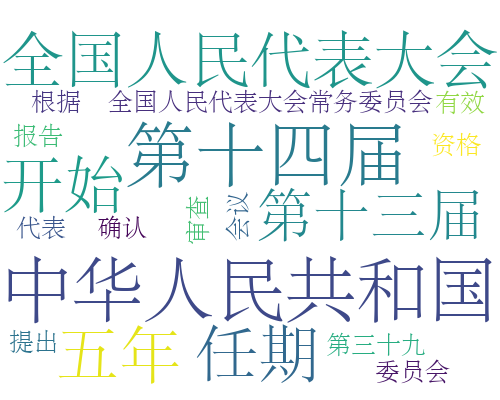 全国人民代表大会
根据 全国人民代表大会常务委员会 有效
报告 第十四届 资格
开始 审查 会议 第十三届
代表 确认
中华人民共和国
提出 五年 任期 第三十九
委员会